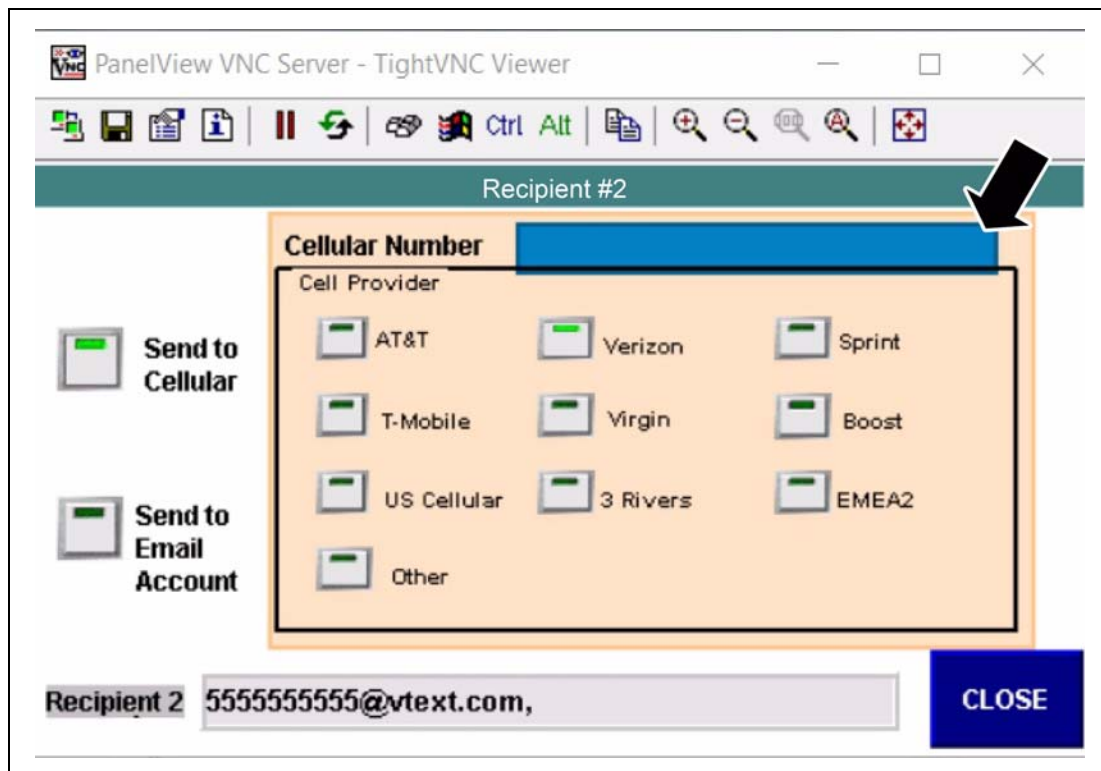 PanelView VNC Server - TightVNC Viewer
Ctrl Alt
Recipient #2
Cellular Number
Cell Provider
AT&T Verizon Sprint
Send to
Cellular
T-Mobile Virgin Boost
US Cellular 3 Rivers EMEA2
Send to
Email
Account
Other
Recipient 2 5555555555@vtext.com,
CLOSE